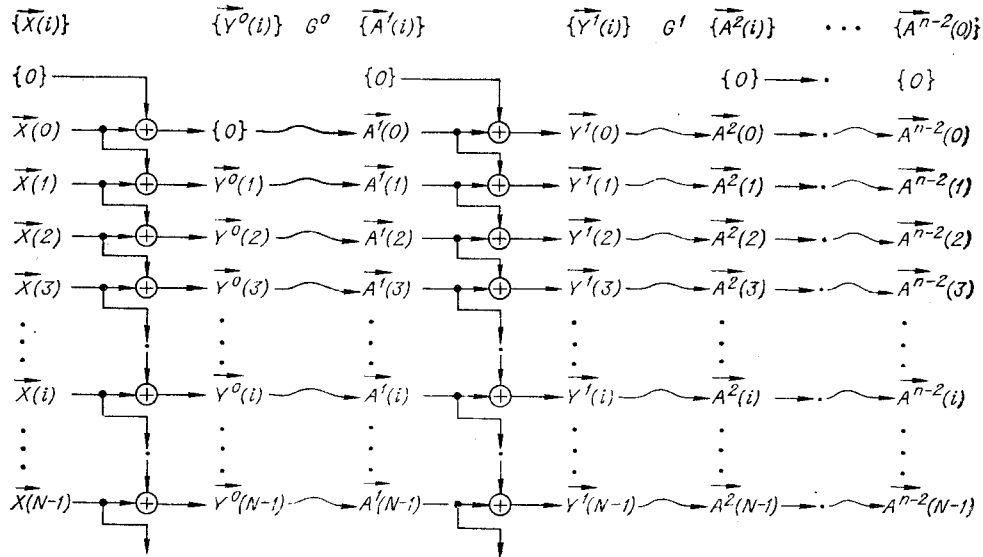 {X(i)} {Y⁰(i)} G⁰ {A¹(i)} {Y¹(i)} G¹ {A²(i)} ... {Aⁿ⁻²(0)}
{0} {0} {0} {0}
X(0) {0} A¹(0) Y¹(0) A²(0) Aⁿ⁻²(0)
X(1) Y⁰(1) A¹(1) Y¹(1) A²(1) Aⁿ⁻²(1)
X(2) Y⁰(2) A¹(2) Y¹(2) A²(2) Aⁿ⁻²(2)
X(3) Y⁰(3) A¹(3) Y¹(3) A²(3) Aⁿ⁻²(3)
X(i) Y⁰(i) A¹(i) Y¹(i) A²(i) Aⁿ⁻²(i)
X(N-1) Y⁰(N-1) A¹(N-1) Y¹(N-1) A²(N-1) Aⁿ⁻²(N-1)